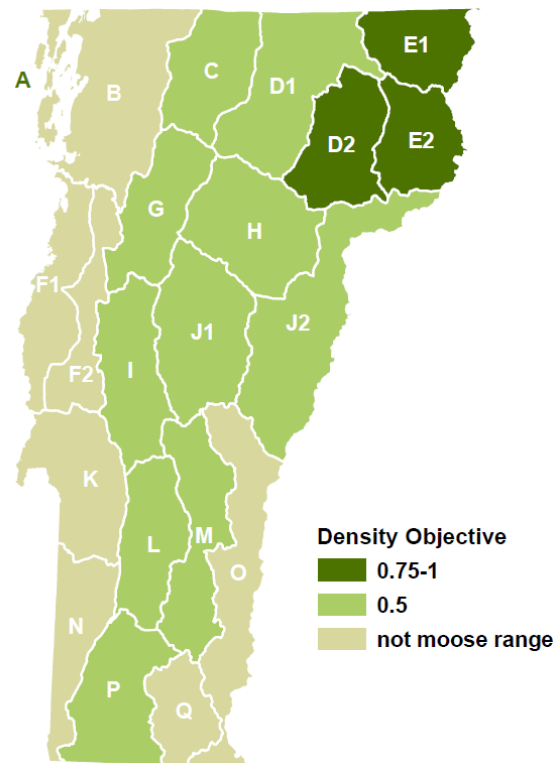 E1
A
B
C
D1
D2
E2
G
H
F1
J1
J2
I
F2
K
L
M
O
N
P
Q
Density Objective
0.75-1
0.5
not moose range